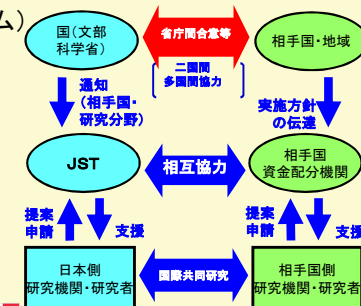 ム)
国(文部
科学省)
省庁間合意等
相手国・地域
二国間
多国間協力
通知
(相手国・
研究分野)
実施方針
の伝達
JST
相互協力
相手国
資金配分機関
提案
申請
支援
提案
申請
支援
日本側
研究機関・研究者
国際共同研究
相手国側
研究機関・研究者